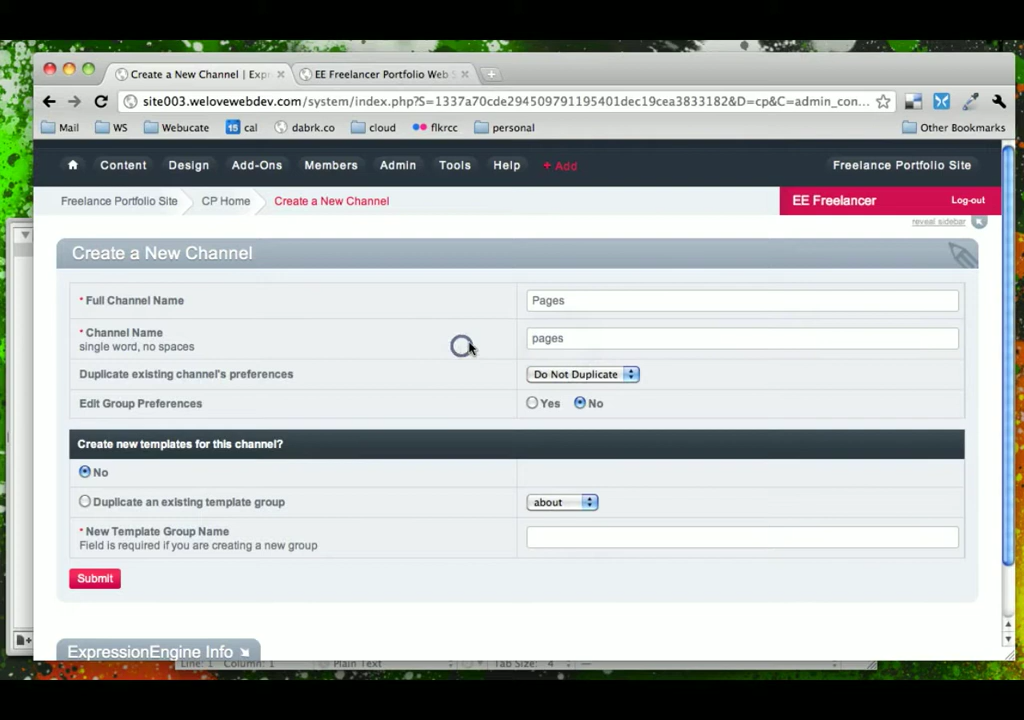 Create a New Channel | Expr
EE Freelancer Portfolio Web S
site003.welovewebdev.com/system/index.php?S=1337a70cde294509791195401dec19cea3833182&D=cp&C=admin_con...
Mail WS Webucate 15 cal dabrk.co cloud flkrcc personal Other Bookmarks
Content Design Add-Ons Members Admin Tools Help + Add Freelance Portfolio Site
Freelance Portfolio Site CP Home Create a New Channel EE Freelancer Log-out
reveal sidebar
Create a New Channel
* Full Channel Name Pages
* Channel Name
single word, no spaces
pages
Duplicate existing channel's preferences Do Not Duplicate
Edit Group Preferences Yes No
Create new templates for this channel?
No
Duplicate an existing template group about
* New Template Group Name
Field is required if you are creating a new group
Submit
ExpressionEngine Info
Line: 1 Column: 1 Plain Text Tab Size: 4